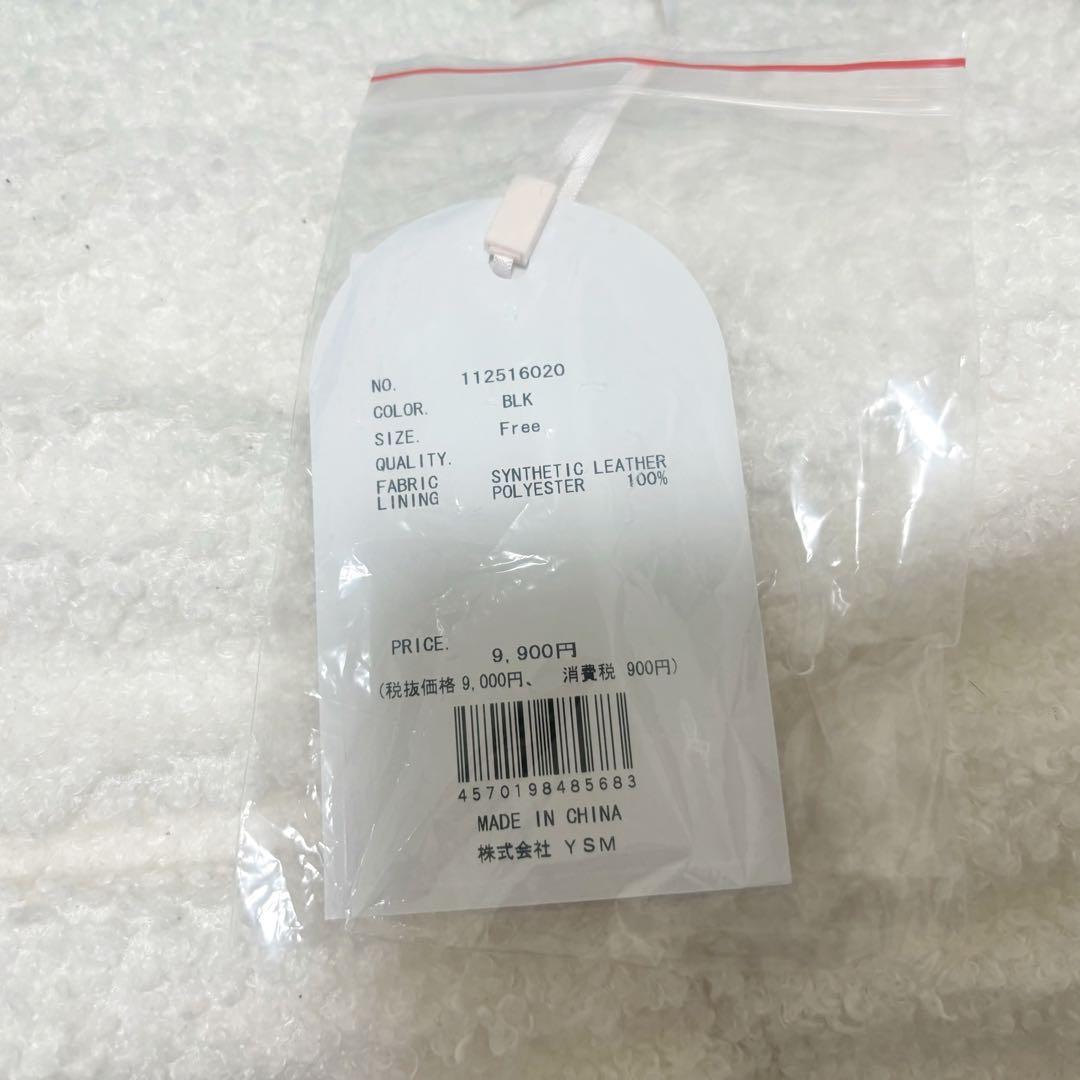 NO. 112516020
COLOR. BLK
SIZE. Free
QUALITY.
FABRIC SYNTHETIC LEATHER
LINING POLYESTER 100%
PRICE. 9,900円
(税抜価格 9,000円、 消費税 900円)
4570198485683
MADE IN CHINA
株式会社 YSM